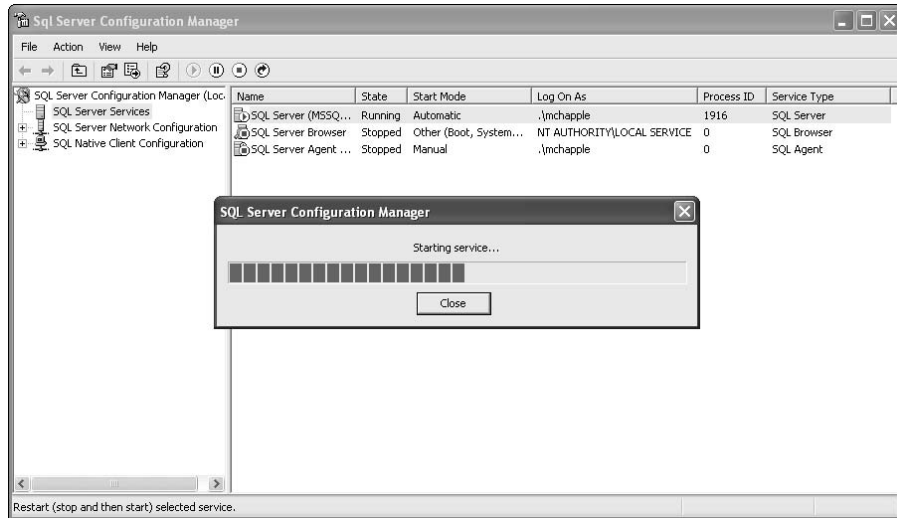 Sql Server Configuration Manager
File Action View Help
SQL Server Configuration Manager (Loc
SQL Server Services
SQL Server Network Configuration
SQL Native Client Configuration
Name State Start Mode Log On As Process ID Service Type
SQL Server (MSSQ... Running Automatic .\mchapple 1916 SQL Server
SQL Server Browser Stopped Other (Boot, System... NT AUTHORITY\LOCAL SERVICE 0 SQL Browser
SQL Server Agent ... Stopped Manual .\mchapple 0 SQL Agent
SQL Server Configuration Manager
Starting service...
Close
Restart (stop and then start) selected service.